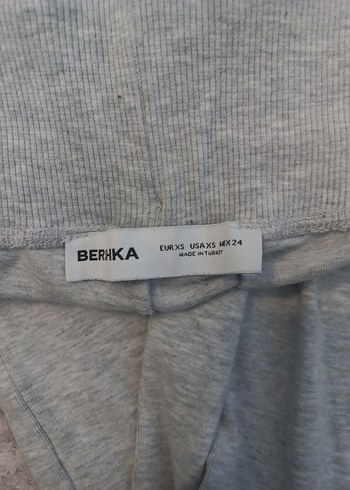 BERHKA
EUR XS USA XS MEX 24
MADE IN TURKEY